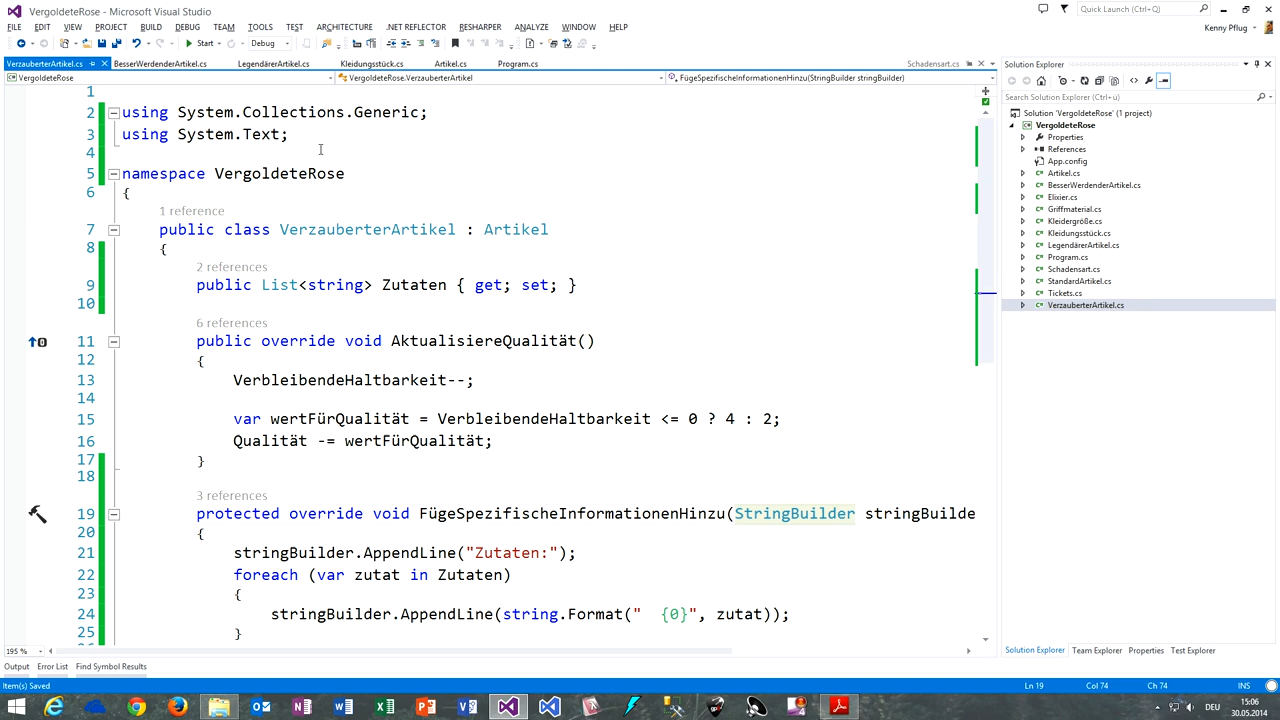 VergoldeteRose - Microsoft Visual Studio
Quick Launch (Ctrl+Q)
FILE EDIT VIEW PROJECT BUILD DEBUG TEAM TOOLS TEST ARCHITECTURE .NET REFLECTOR RESHARPER ANALYZE WINDOW HELP
Kenny Pflug
Start Debug
VerzauberterArtikel.cs BesserWerdenderArtikel.cs LegendärerArtikel.cs Kleidungsstück.cs Artikel.cs Program.cs Schadensart.cs
VergoldeteRose VergoldeteRose.VerzauberterArtikel FügeSpezifischeInformationenHinzu(StringBuilder stringBuilder)
1
2 using System.Collections.Generic;
3 using System.Text;
4
5 namespace VergoldeteRose
6 {
1 reference
7 public class VerzauberterArtikel : Artikel
8 {
2 references
9 public List<string> Zutaten { get; set; }
10
6 references
11 public override void AktualisiereQualität()
12 {
13 VerbleibendeHaltbarkeit--;
14
15 var wertFürQualität = VerbleibendeHaltbarkeit <= 0 ? 4 : 2;
16 Qualität -= wertFürQualität;
17 }
18
3 references
19 protected override void FügeSpezifischeInformationenHinzu(StringBuilder stringBuilde
20 {
21 stringBuilder.AppendLine("Zutaten:");
22 foreach (var zutat in Zutaten)
23 {
24 stringBuilder.AppendLine(string.Format("  {0}", zutat));
25 }
195 %
Solution Explorer
Search Solution Explorer (Ctrl+ü)
Solution 'VergoldeteRose' (1 project)
VergoldeteRose
Properties
References
App.config
Artikel.cs
BesserWerdenderArtikel.cs
Elixier.cs
Griffmaterial.cs
Kleidergröße.cs
Kleidungsstück.cs
LegendärerArtikel.cs
Program.cs
Schadensart.cs
StandardArtikel.cs
Tickets.cs
VerzauberterArtikel.cs
Solution Explorer Team Explorer Properties Test Explorer
Output Error List Find Symbol Results
Item(s) Saved Ln 19 Col 74 Ch 74 INS
DEU
15:06
30.05.2014